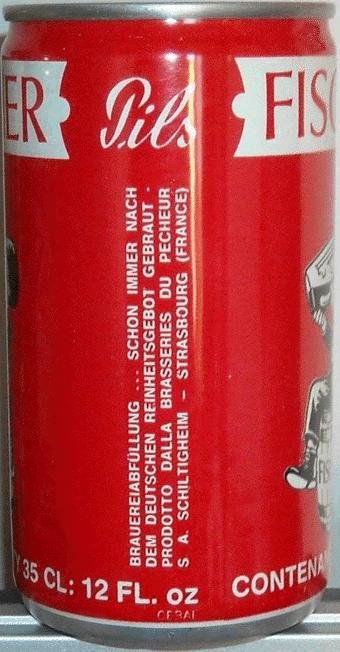 ER Pils FISC
BRAUEREIABFÜLLUNG ... SCHON IMMER NACH
DEM DEUTSCHEN REINHEITSGEBOT GEBRAUT -
PRODOTTO DALLA BRASSERIES DU PECHEUR
S A. SCHILTIGHEIM - STRASBOURG (FRANCE)
Y 35 CL: 12 FL. OZ CONTENA